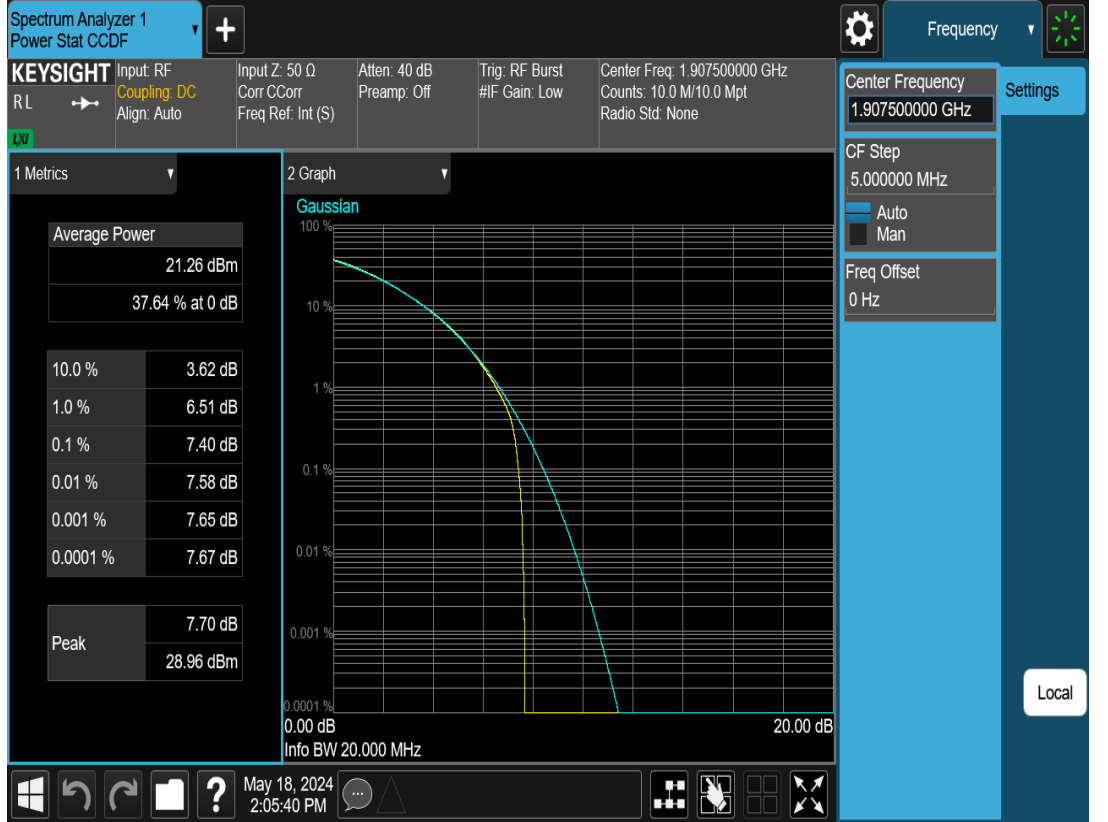 Spectrum Analyzer 1
Power Stat CCDF
+
Frequency
KEYSIGHT
RL
LXI
Input: RF
Coupling: DC
Align: Auto
Input Z: 50 Ω
Corr CCorr
Freq Ref: Int (S)
Atten: 40 dB
Preamp: Off
Trig: RF Burst
#IF Gain: Low
Center Freq: 1.907500000 GHz
Counts: 10.0 M/10.0 Mpt
Radio Std: None
Center Frequency
1.907500000 GHz
Settings
CF Step
5.000000 MHz
Auto
Man
Freq Offset
0 Hz
1 Metrics
Average Power
21.26 dBm
37.64 % at 0 dB
10.0 % 3.62 dB
1.0 % 6.51 dB
0.1 % 7.40 dB
0.01 % 7.58 dB
0.001 % 7.65 dB
0.0001 % 7.67 dB
Peak
7.70 dB
28.96 dBm
2 Graph
Gaussian
100 %
10 %
1 %
0.1 %
0.01 %
0.001 %
0.0001 %
0.00 dB 20.00 dB
Info BW 20.000 MHz
Local
?
May 18, 2024
2:05:40 PM